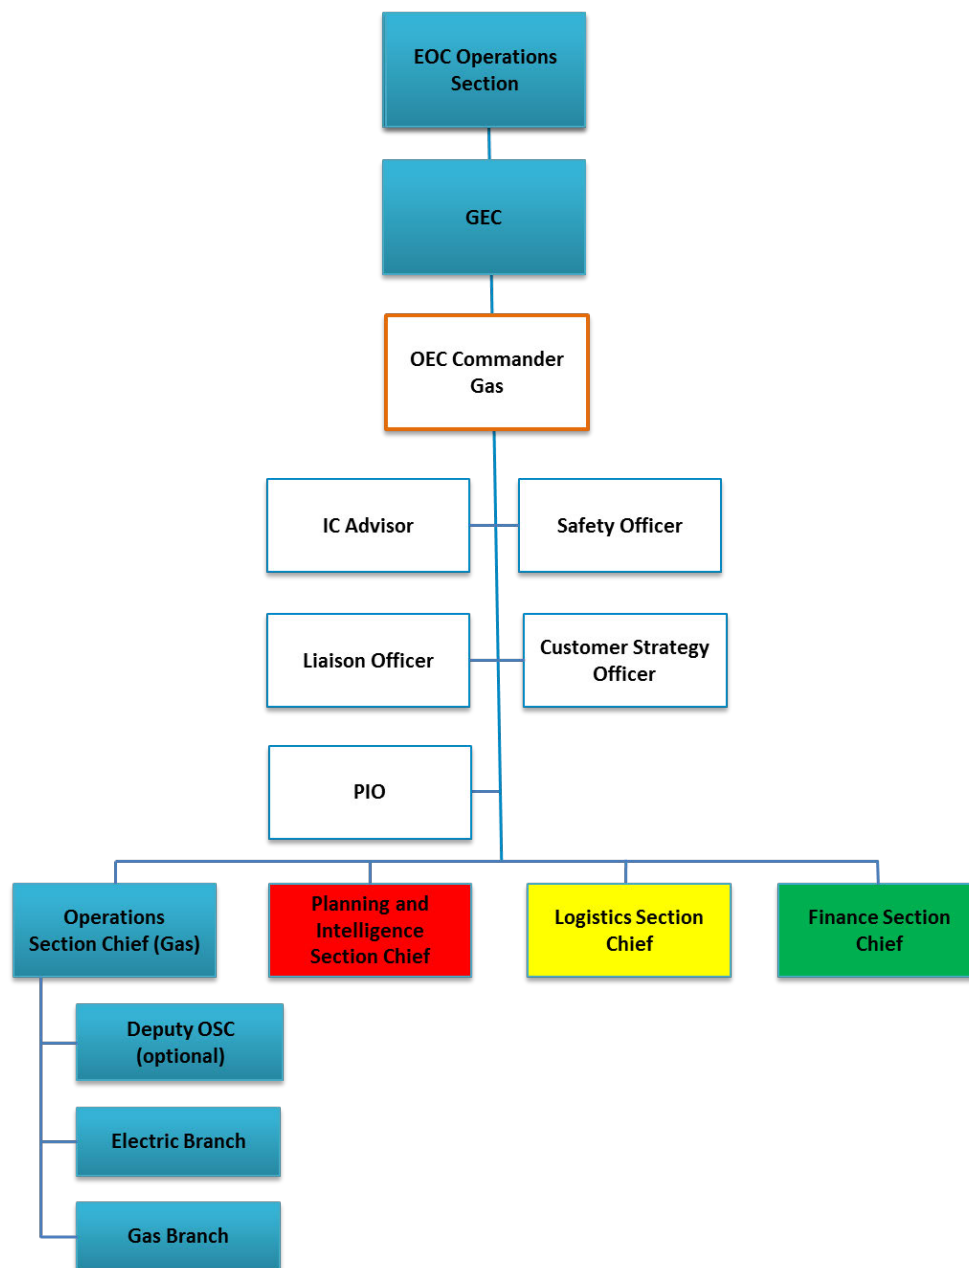 EOC Operations
Section
GEC
OEC Commander
Gas
IC Advisor
Safety Officer
Liaison Officer
Customer Strategy
Officer
PIO
Operations
Section Chief (Gas)
Planning and
Intelligence
Section Chief
Logistics Section
Chief
Finance Section
Chief
Deputy OSC
(optional)
Electric Branch
Gas Branch